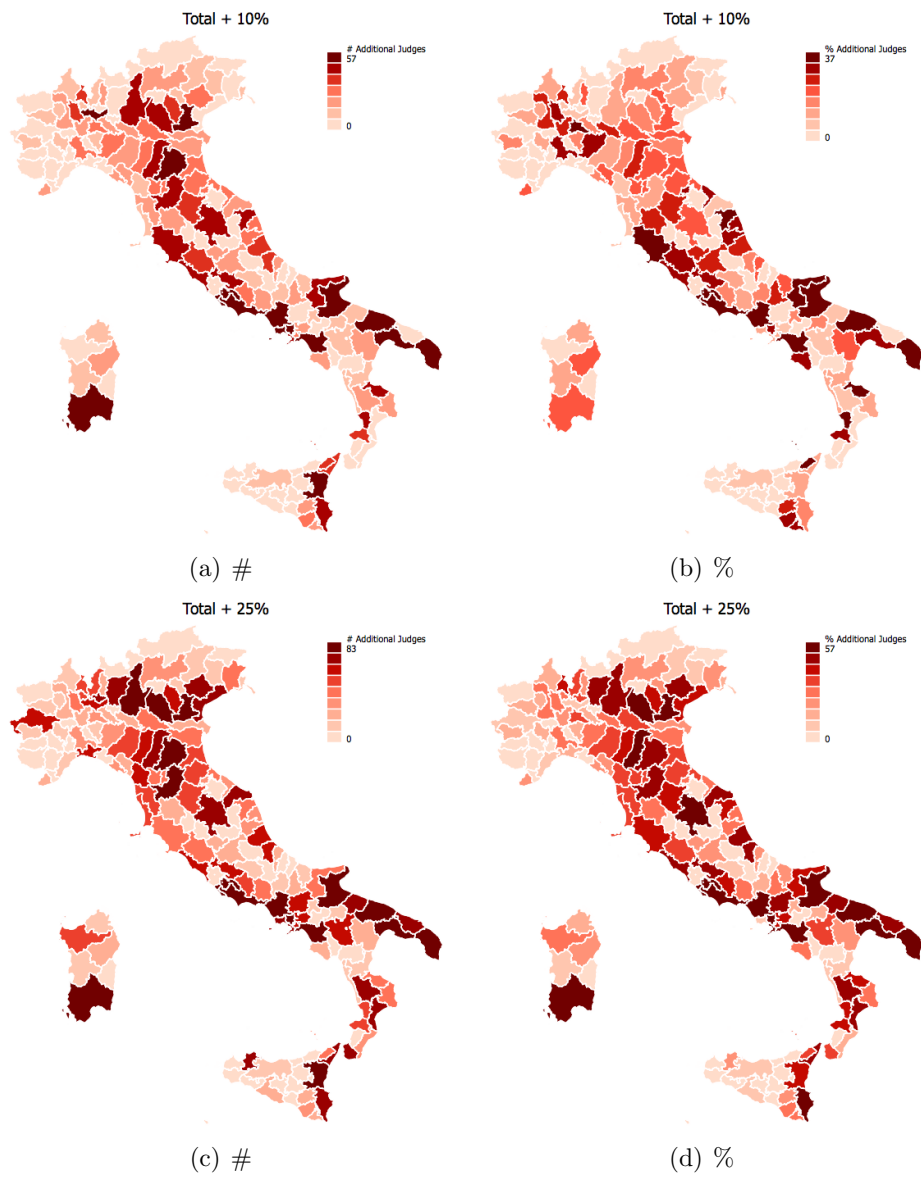 Total + 10%
# Additional Judges
57
0
(a) #
Total + 10%
% Additional Judges
37
0
(b) %
Total + 25%
# Additional Judges
83
0
(c) #
Total + 25%
% Additional Judges
57
0
(d) %